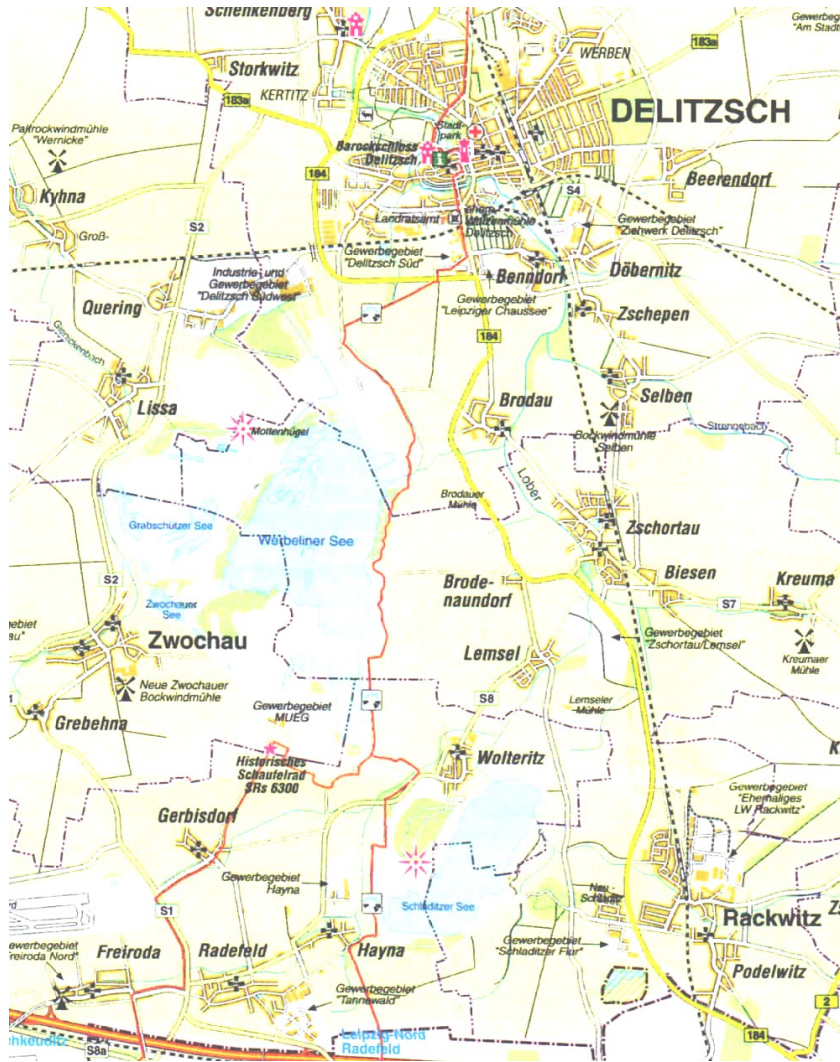 Schenkenberg
Gewerbegebiet
"Am Stadt
183a
WERBEN
Storkwitz
KERTITZ
183a
DELITZSCH
Stadt-
park
Paltrockwindmühle
"Wernicke"
Barockschloss
Delitzsch
184
Beerendorf
Kyhna
S4
Landratsamt
ehem.
Delitzsch
Gewerbegebiet
"Ziehwerk Delitzsch"
Groß-
S2
Gewerbegebiet
"Delitzsch Süd"
Industrie- und
Gewerbegebiet
"Delitzsch Südwest"
Benndorf
Döbernitz
Quering
Gewerbegebiet
"Leipziger Chaussee"
Zschepen
184
Lissa
Brodau
Selben
Mottenhügel
Bockwindmühle
Selben
Strengebach
Lober
Brodauer
Mühle
Grabschützer See
Werbeliner See
Zschortau
S2
Biesen
Kreuma
Brode-
naundorf
Zwochauer
See
S7
Zwochau
Gewerbegebiet
"Zschortau/Lemsel"
Lemsel
Kreumaer
Mühle
Neue Zwochauer
Bockwindmühle
S8
Lemseler
Mühle
Gewerbegebiet
MUEG
Grebehna
Historisches
Schaufelrad
SRs 6300
Wolteritz
Gewerbegebiet
"Ehemaliges
LW Rackwitz"
Gerbisdorf
Gewerbegebiet
Hayna
Schladitzer See
Neu-
Schladitz
S1
Rackwitz
Gewerbegebiet
"Schladitzer Flur"
Freiroda
Radefeld
Hayna
Podelwitz
Gewerbegebiet
"Tannewald"
2
184
S8a
Leipzig-Nord
Radefeld